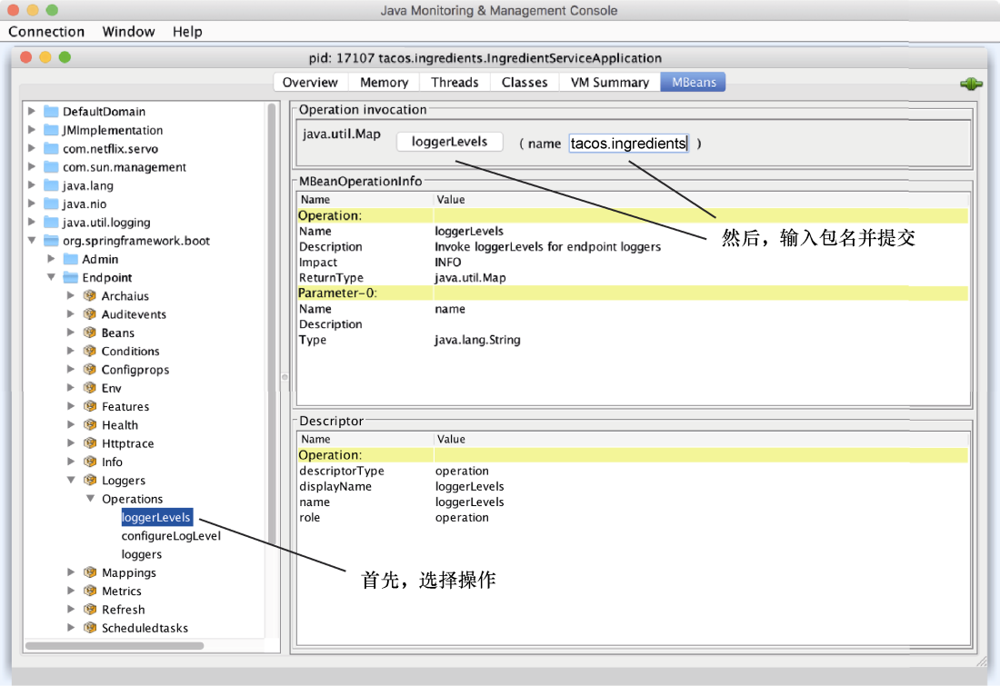 Java Monitoring & Management Console
Connection Window Help
pid: 17107 tacos.ingredients.IngredientServiceApplication
Overview Memory Threads Classes VM Summary MBeans
DefaultDomain
JMImplementation
com.netflix.servo
com.sun.management
java.lang
java.nio
java.util.logging
org.springframework.boot
Admin
Endpoint
Archaius
Auditevents
Beans
Conditions
Configprops
Env
Features
Health
Httptrace
Info
Loggers
Operations
loggerLevels
configureLogLevel
loggers
Mappings
Metrics
Refresh
Scheduledtasks
Operation invocation
java.util.Map loggerLevels ( name tacos.ingredients )
MBeanOperationInfo
Name Value
Operation:
Name loggerLevels
Description Invoke loggerLevels for endpoint loggers
Impact INFO
ReturnType java.util.Map
Parameter-0:
Name name
Description
Type java.lang.String
然后，输入包名并提交
Descriptor
Name Value
Operation:
descriptorType operation
displayName loggerLevels
name loggerLevels
role operation
首先，选择操作